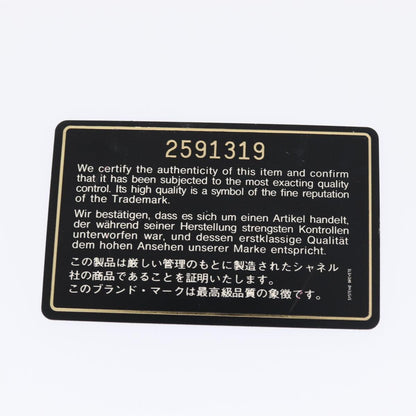 2591319
We certify the authenticity of this item and confirm
that it has been subjected to the most exacting quality
control. Its high quality is a symbol of the fine reputation
of the Trademark.
Wir bestätigen, dass es sich um einen Artikel handelt,
der während seiner Herstellung strengsten Kontrollen
unterworfen war, und dessen erstklassige Qualität
dem hohen Ansehen unserer Marke entspricht.
この製品は厳しい管理のもとに製造されたシャネル
社の商品であることを証明いたします。
このブランド・マークは最高級品質の象徴です。